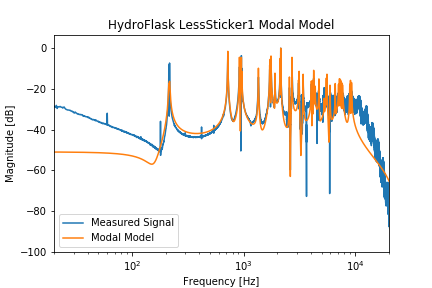 HydroFlask LessSticker1 Modal Model
Magnitude [dB]
0
−20
−40
−60
−80
−100
Measured Signal
Modal Model
10² 10³ 10⁴
Frequency [Hz]